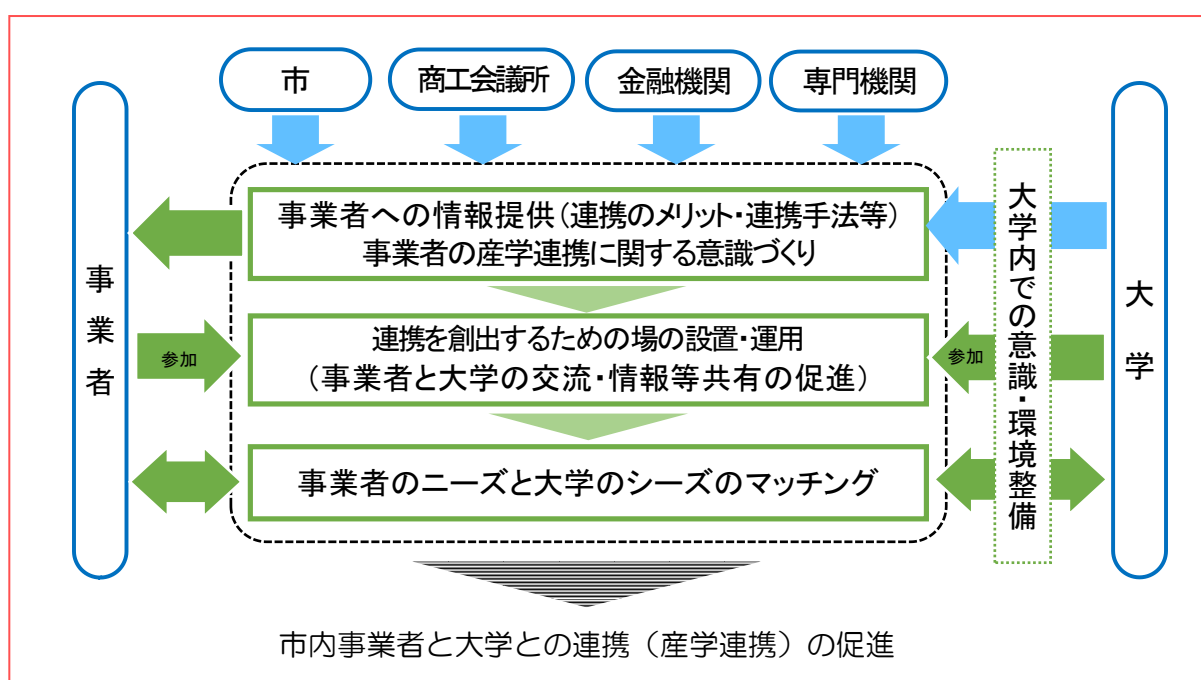 市
商工会議所
金融機関
専門機関
事業者
事業者への情報提供(連携のメリット・連携手法等)
事業者の産学連携に関する意識づくり
参加
連携を創出するための場の設置・運用
(事業者と大学の交流・情報等共有の促進)
参加
事業者のニーズと大学のシーズのマッチング
大学内での意識・環境整備
大学
市内事業者と大学との連携(産学連携)の促進